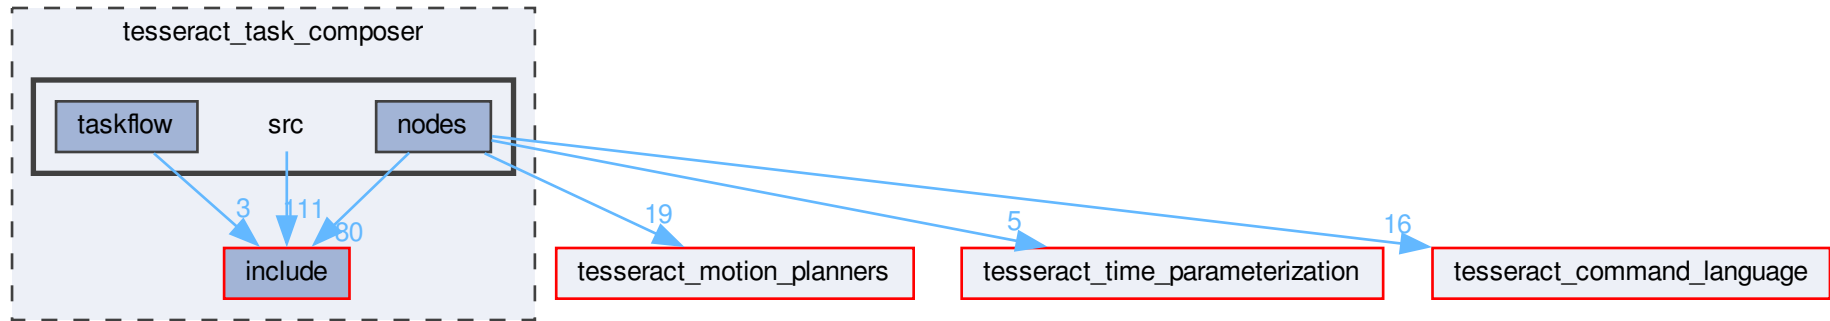 tesseract_task_composer
taskflow
src
nodes
3
111
80
19
5
16
include
tesseract_motion_planners
tesseract_time_parameterization
tesseract_command_language